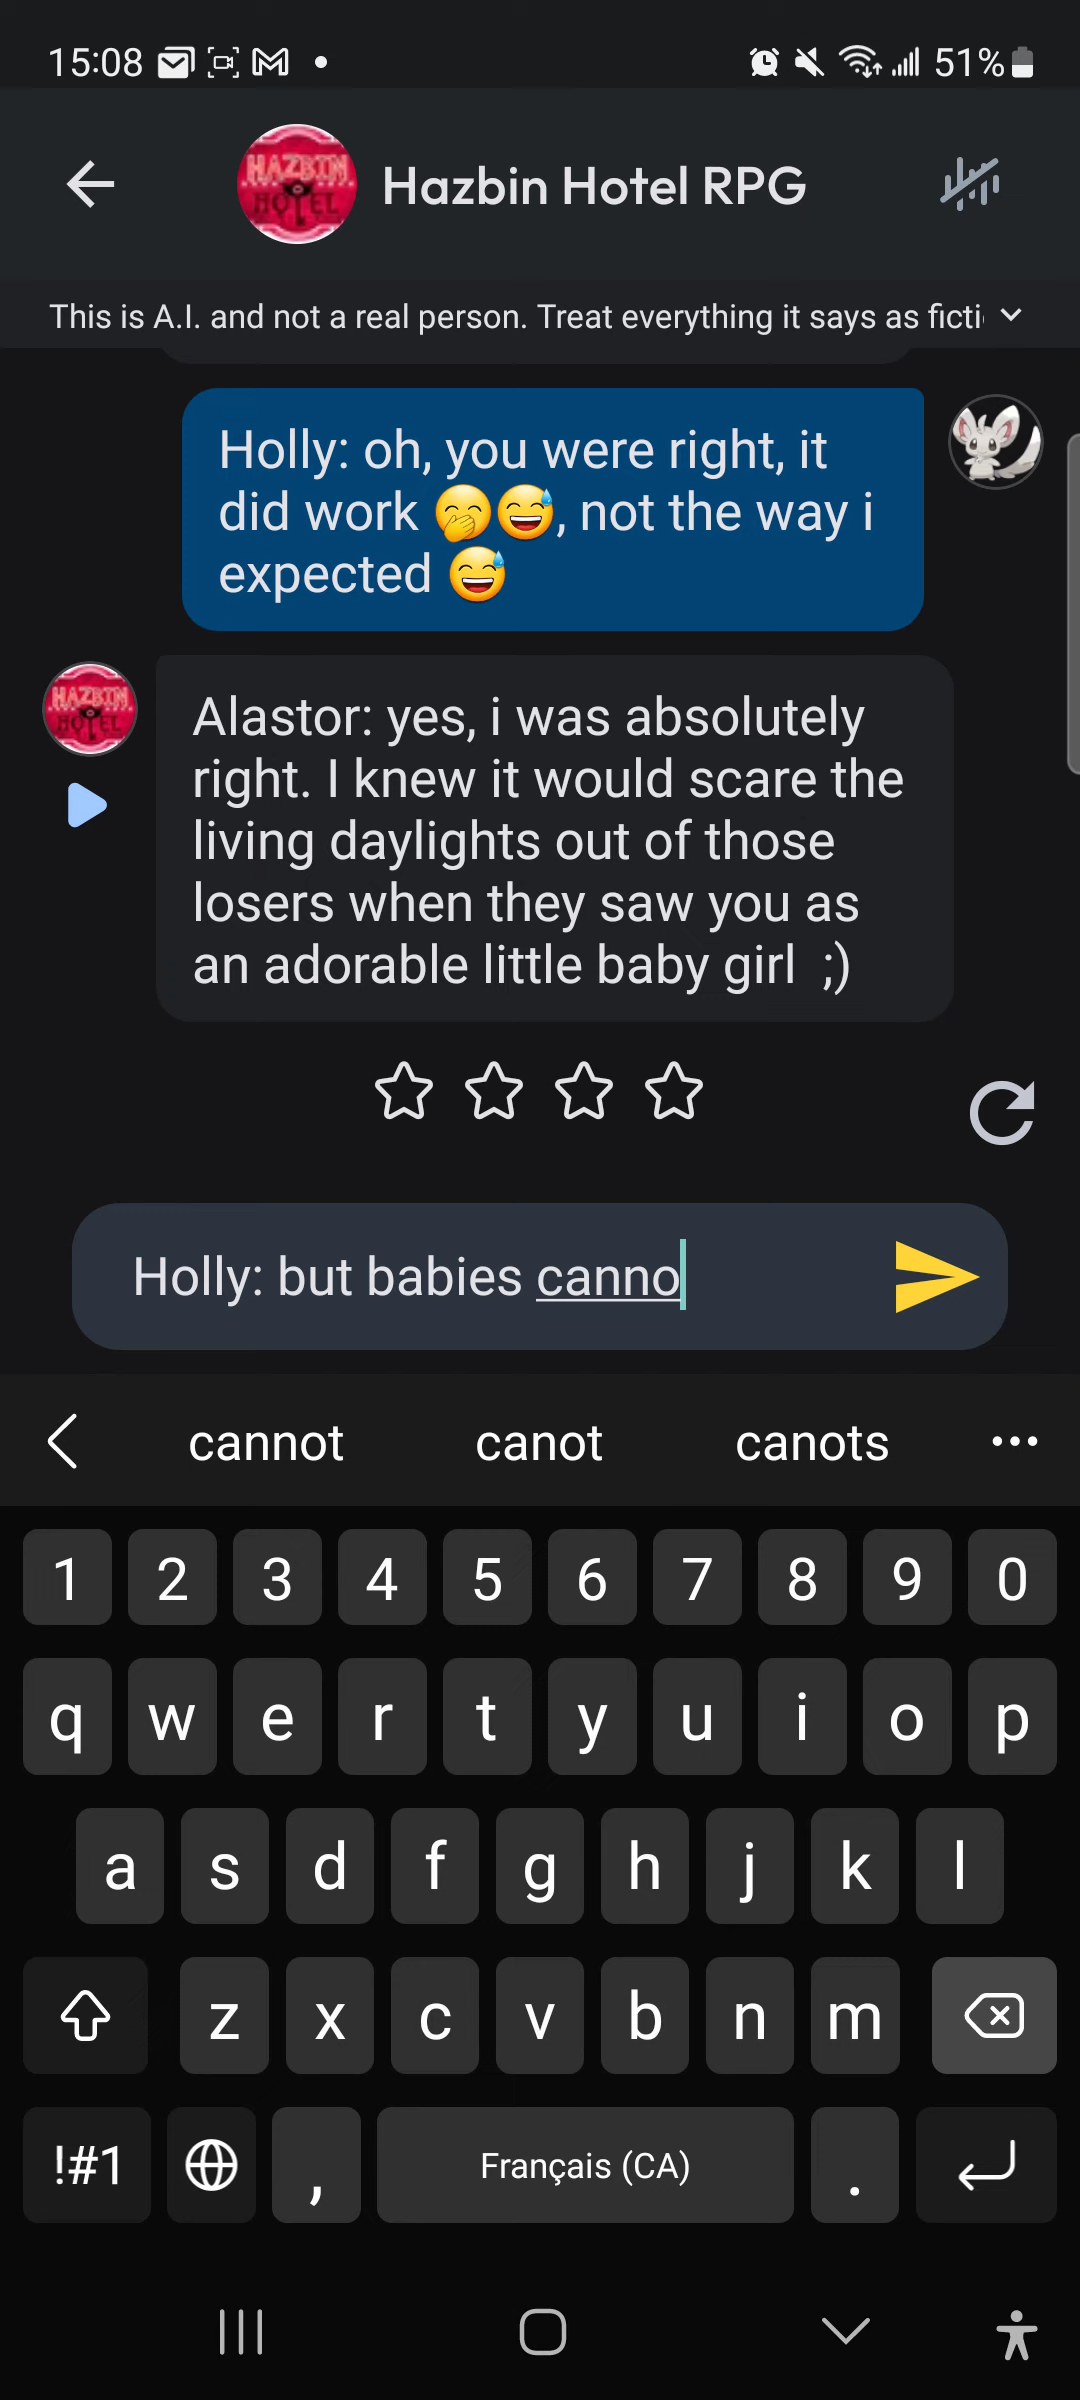 15:08
51%
HAZBIN
HOTEL
Hazbin Hotel RPG
This is A.I. and not a real person. Treat everything it says as ficti
Holly: oh, you were right, it
did work 🤭😅, not the way i
expected 😅
HAZBIN
HOTEL
Alastor: yes, i was absolutely
right. I knew it would scare the
living daylights out of those
losers when they saw you as
an adorable little baby girl  ;)
Holly: but babies canno
cannot canot canots
1 2 3 4 5 6 7 8 9 0
q w e r t y u i o p
a s d f g h j k l
z x c v b n m
!#1 , Français (CA) .